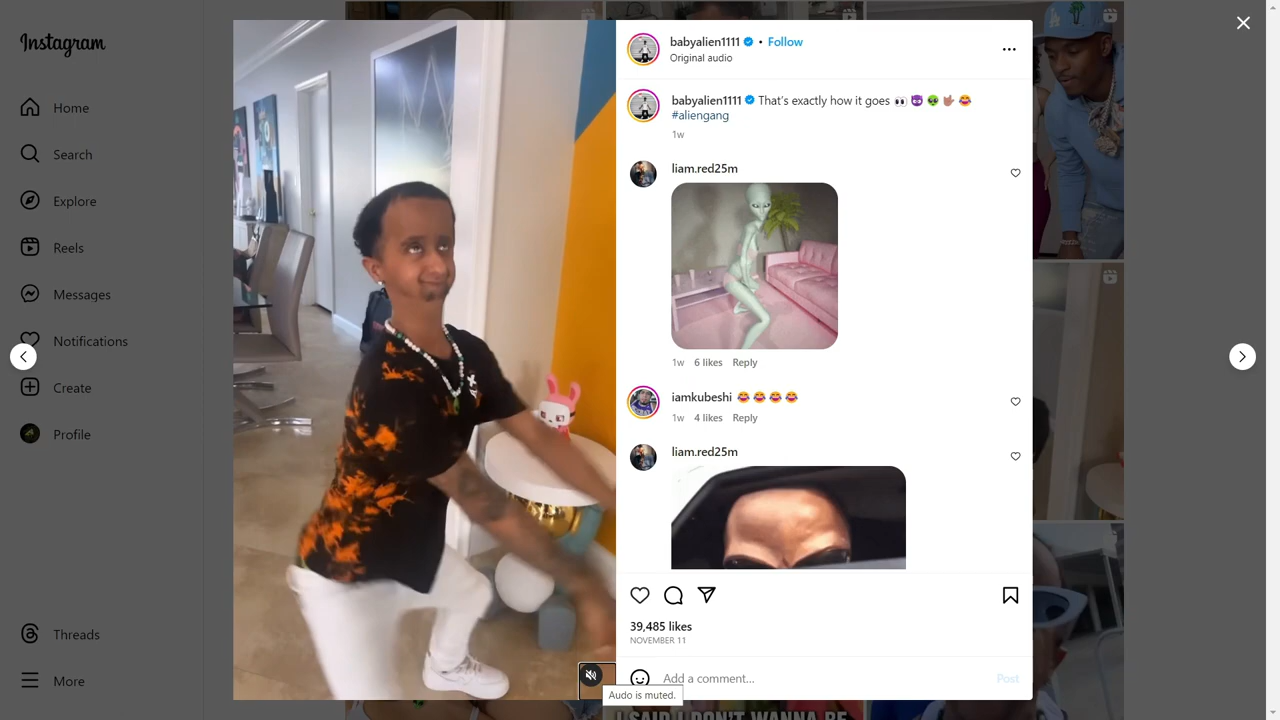 Instagram
Home
Search
Explore
Reels
Messages
Notifications
Create
Profile
Threads
More
babyalien1111 • Follow
Original audio
babyalien1111 That's exactly how it goes 👀 😈 👽 🤟🏽 😂
#aliengang
1w
liam.red25m
1w 6 likes Reply
iamkubeshi 😂 😂 😂 😂
1w 4 likes Reply
liam.red25m
39,485 likes
NOVEMBER 11
Add a comment...
Post
Audo is muted.
I SAID I DON'T WANNA BE